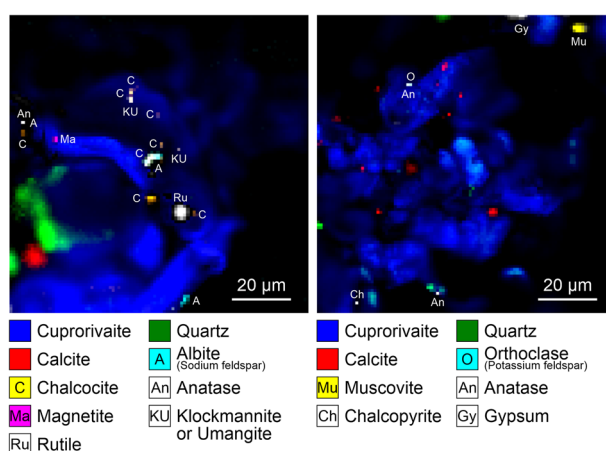 C
C
KU
C
An
A
C
Ma
C
C
KU
A
C
Ru
C
A
20 µm
Gy
Mu
O
An
Ch
An
20 µm
Cuprorivaite
Calcite
C Chalcocite
Ma Magnetite
Ru Rutile
Quartz
A Albite
(Sodium feldspar)
An Anatase
KU Klockmannite
or Umangite
Cuprorivaite
Calcite
Mu Muscovite
Ch Chalcopyrite
Quartz
O Orthoclase
(Potassium feldspar)
An Anatase
Gy Gypsum